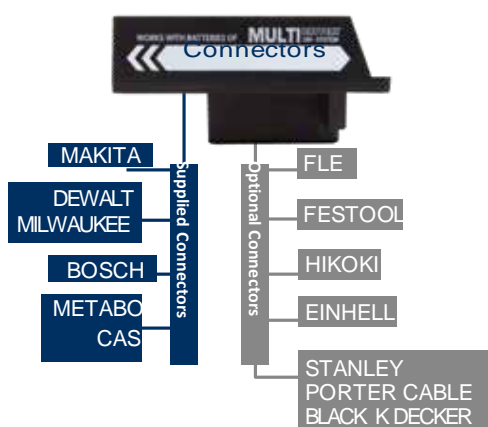 WORKS WITH BATTERIES OF MULTI
Connectors
MAKITA
DEWALT
MILWAUKEE
BOSCH
METABO
CAS
Supplied Connectors
Optional Connectors
FLE
FESTOOL
HIKOKI
EINHELL
STANLEY
PORTER CABLE
BLACK K DECKER